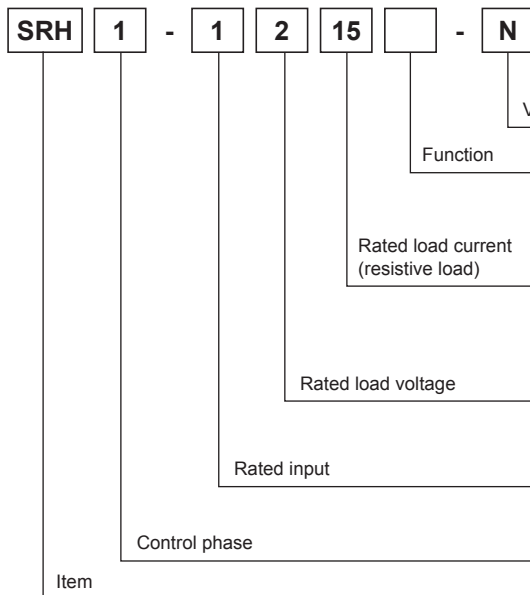 SRH 1 - 1 2 15 - N
Function
Rated load current
(resistive load)
Rated load voltage
Rated input
Control phase
Item